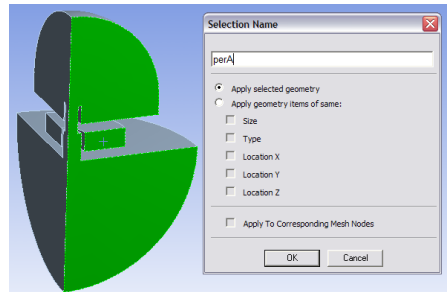 Selection Name
perA
Apply selected geometry
Apply geometry items of same:
Size
Type
Location X
Location Y
Location Z
Apply To Corresponding Mesh Nodes
OK
Cancel